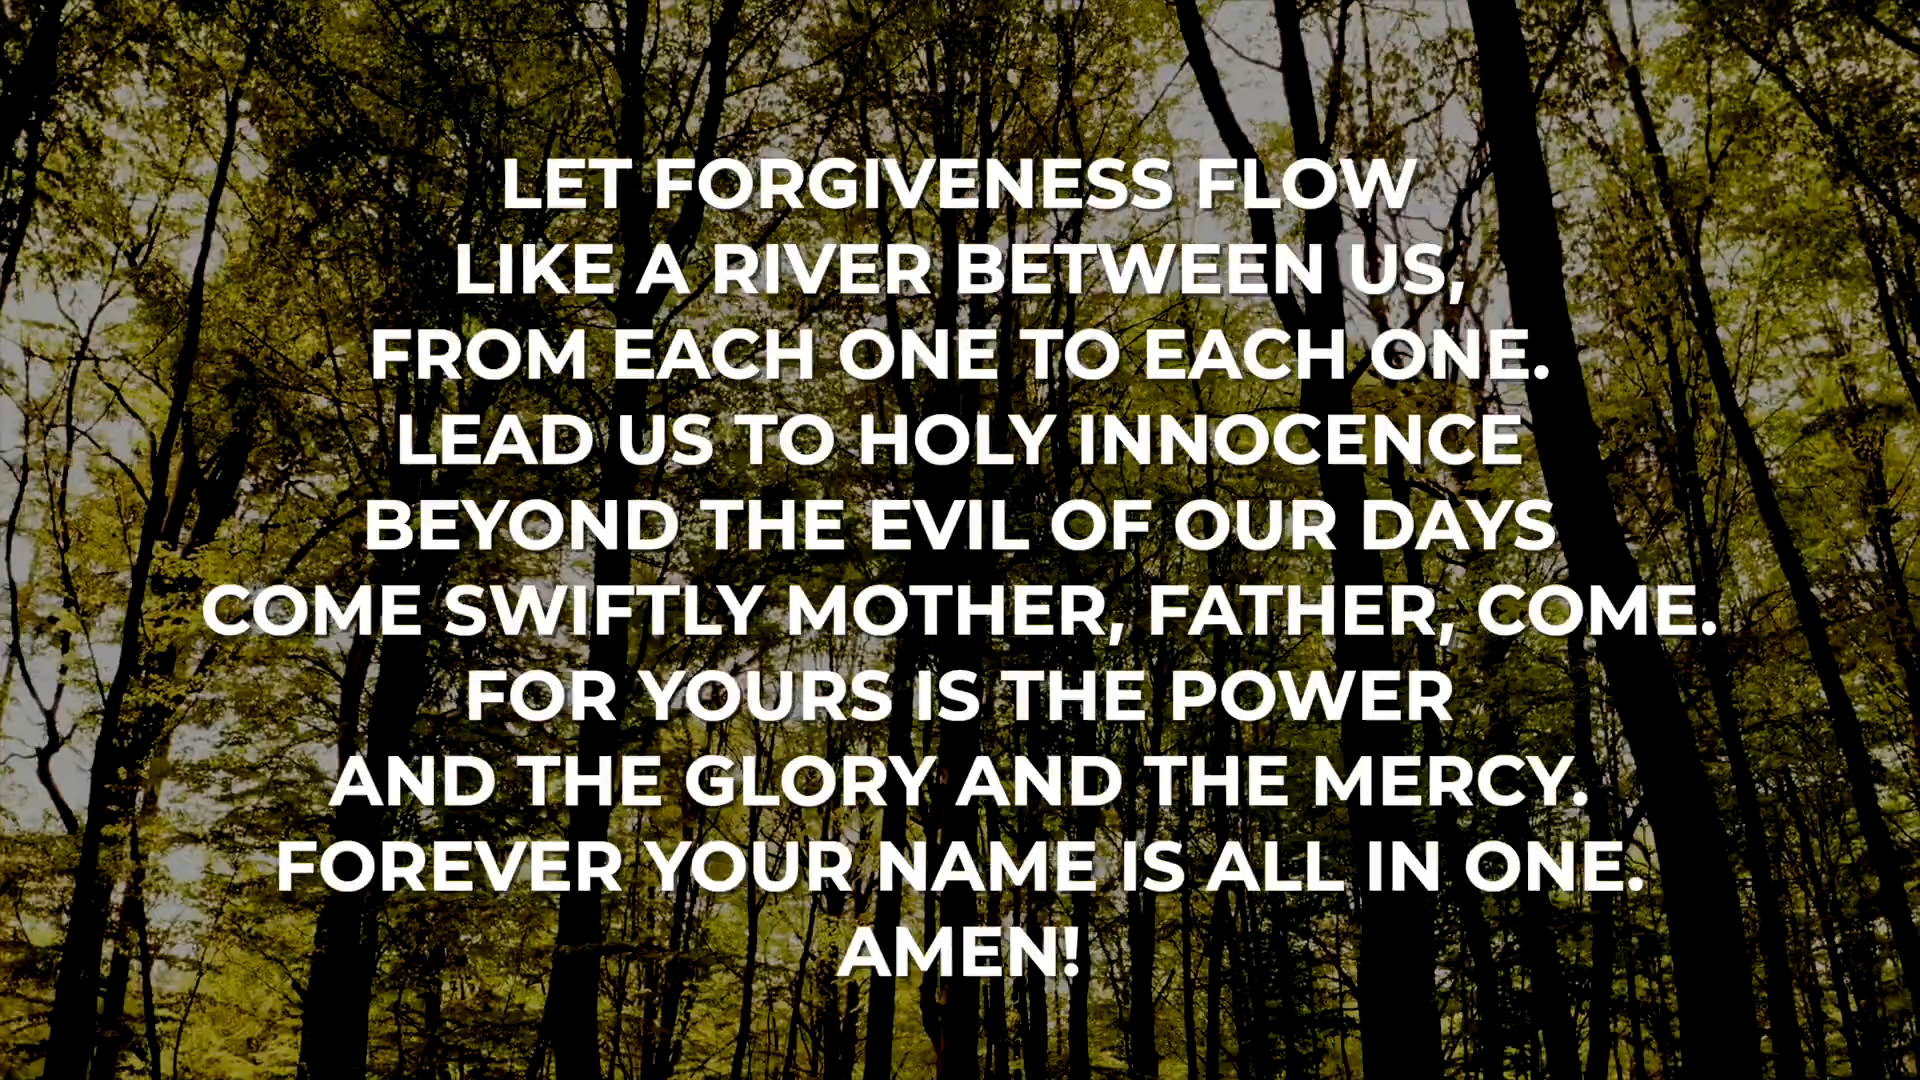 LET FORGIVENESS FLOW
LIKE A RIVER BETWEEN US,
FROM EACH ONE TO EACH ONE.
LEAD US TO HOLY INNOCENCE
BEYOND THE EVIL OF OUR DAYS
COME SWIFTLY MOTHER, FATHER, COME.
FOR YOURS IS THE POWER
AND THE GLORY AND THE MERCY.
FOREVER YOUR NAME IS ALL IN ONE.
AMEN!